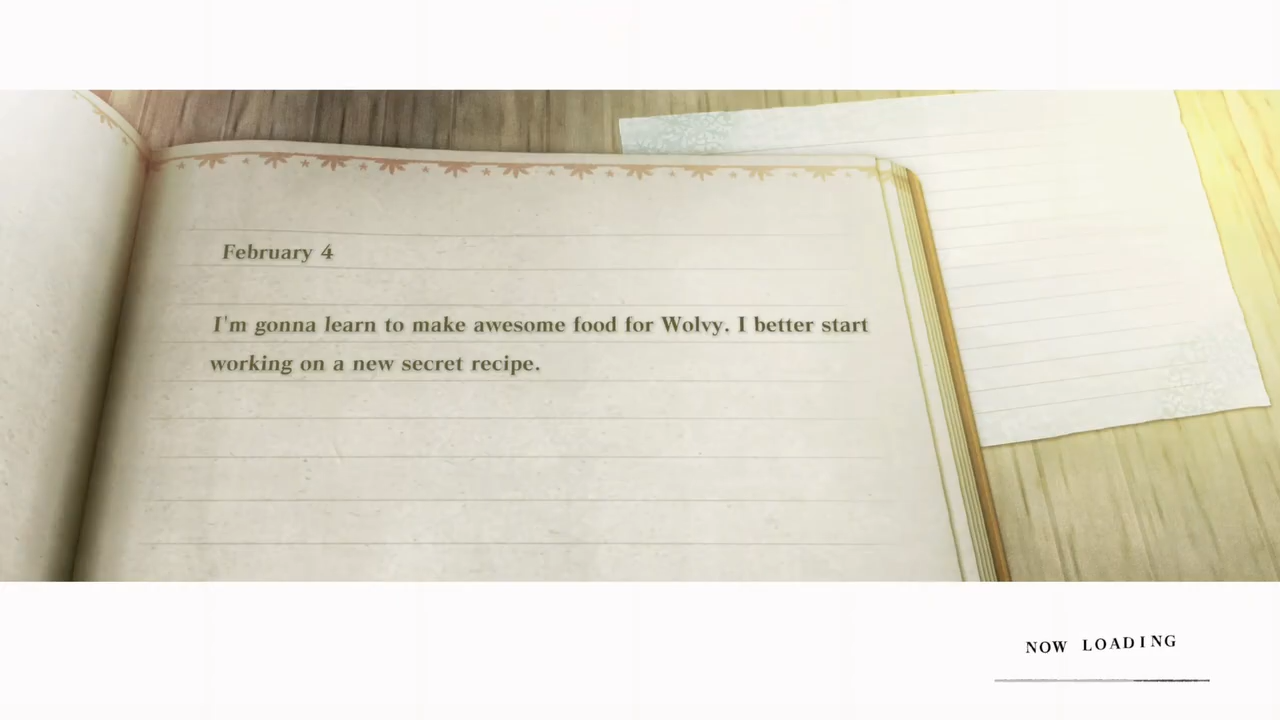 February 4
I'm gonna learn to make awesome food for Wolvy. I better start
working on a new secret recipe.
NOW LOADING